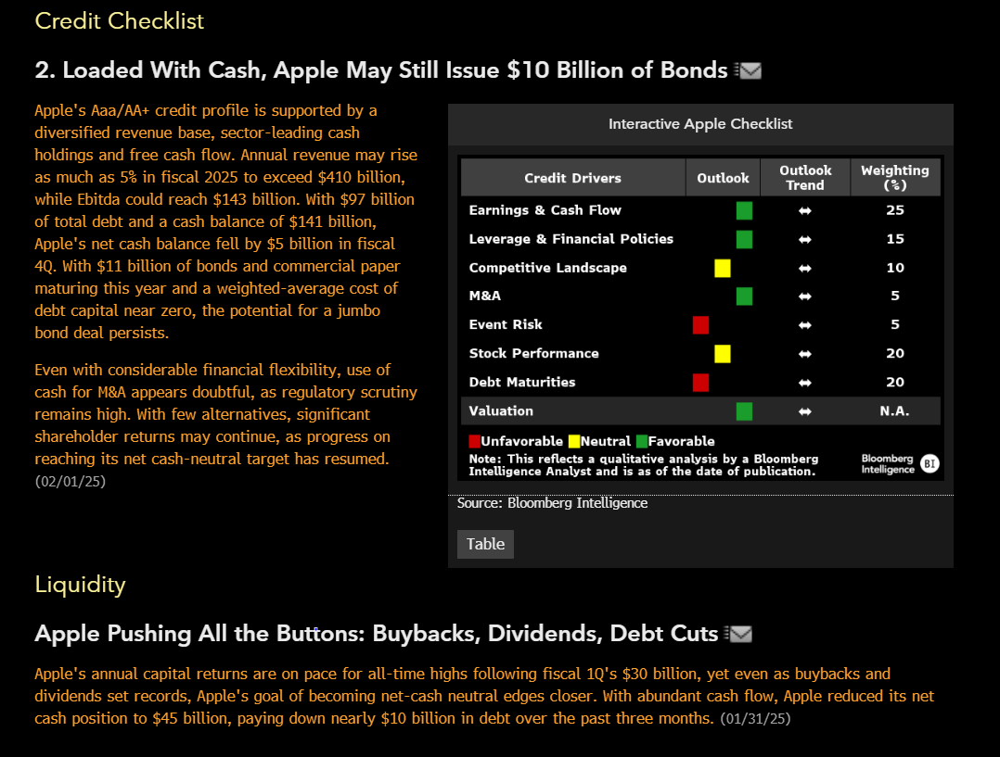 Credit Checklist
2. Loaded With Cash, Apple May Still Issue $10 Billion of Bonds
Apple's Aaa/AA+ credit profile is supported by a
diversified revenue base, sector-leading cash
holdings and free cash flow. Annual revenue may rise
as much as 5% in fiscal 2025 to exceed $410 billion,
while Ebitda could reach $143 billion. With $97 billion
of total debt and a cash balance of $141 billion,
Apple's net cash balance fell by $5 billion in fiscal
4Q. With $11 billion of bonds and commercial paper
maturing this year and a weighted-average cost of
debt capital near zero, the potential for a jumbo
bond deal persists.
Even with considerable financial flexibility, use of
cash for M&A appears doubtful, as regulatory scrutiny
remains high. With few alternatives, significant
shareholder returns may continue, as progress on
reaching its net cash-neutral target has resumed.
(02/01/25)
Interactive Apple Checklist
Credit Drivers Outlook Outlook Trend Weighting (%)
Earnings & Cash Flow ⬌ 25
Leverage & Financial Policies ⬌ 15
Competitive Landscape ⬌ 10
M&A ⬌ 5
Event Risk ⬌ 5
Stock Performance ⬌ 20
Debt Maturities ⬌ 20
Valuation ⬌ N.A.
Unfavorable Neutral Favorable
Note: This reflects a qualitative analysis by a Bloomberg
Intelligence Analyst and is as of the date of publication.
Bloomberg
Intelligence BI
Source: Bloomberg Intelligence
Table
Liquidity
Apple Pushing All the Buttons: Buybacks, Dividends, Debt Cuts
Apple's annual capital returns are on pace for all-time highs following fiscal 1Q's $30 billion, yet even as buybacks and
dividends set records, Apple's goal of becoming net-cash neutral edges closer. With abundant cash flow, Apple reduced its net
cash position to $45 billion, paying down nearly $10 billion in debt over the past three months. (01/31/25)